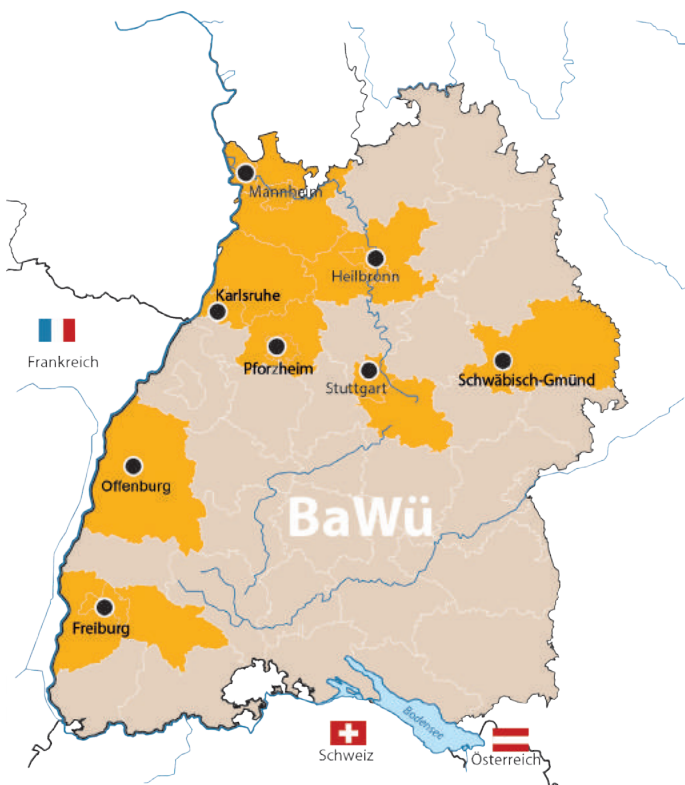 Mannheim
Heilbronn
Karlsruhe
Frankreich
Pforzheim
Stuttgart
Schwäbisch-Gmünd
Offenburg
BaWü
Freiburg
Bodensee
Schweiz
Österreich